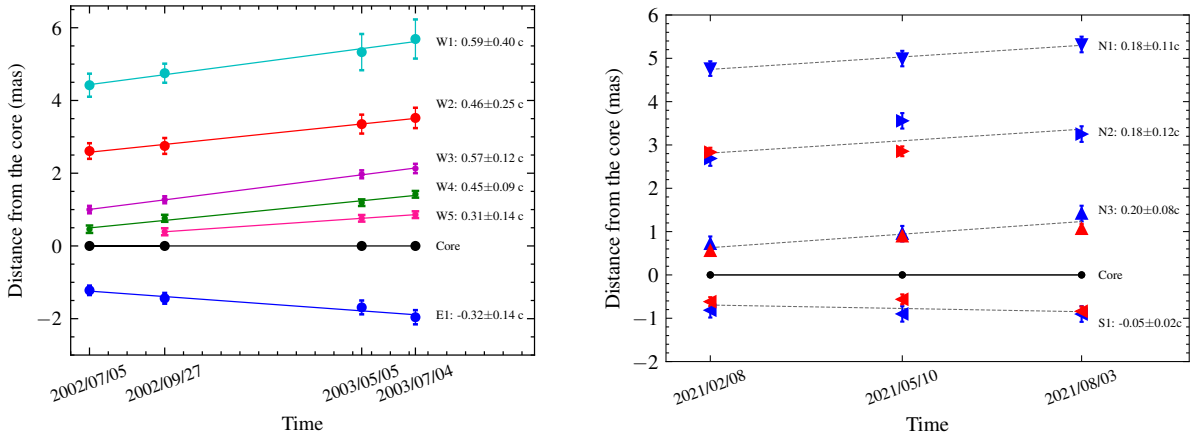 Distance from the core (mas)
6
4
2
0
−2
W1: 0.59±0.40 c
W2: 0.46±0.25 c
W3: 0.57±0.12 c
W4: 0.45±0.09 c
W5: 0.31±0.14 c
Core
E1: -0.32±0.14 c
2002/07/05
2002/09/27
2003/05/05
2003/07/04
Time
Distance from the core (mas)
6
5
4
3
2
1
0
−1
−2
N1: 0.18±0.11c
N2: 0.18±0.12c
N3: 0.20±0.08c
Core
S1: -0.05±0.02c
2021/02/08
2021/05/10
2021/08/03
Time